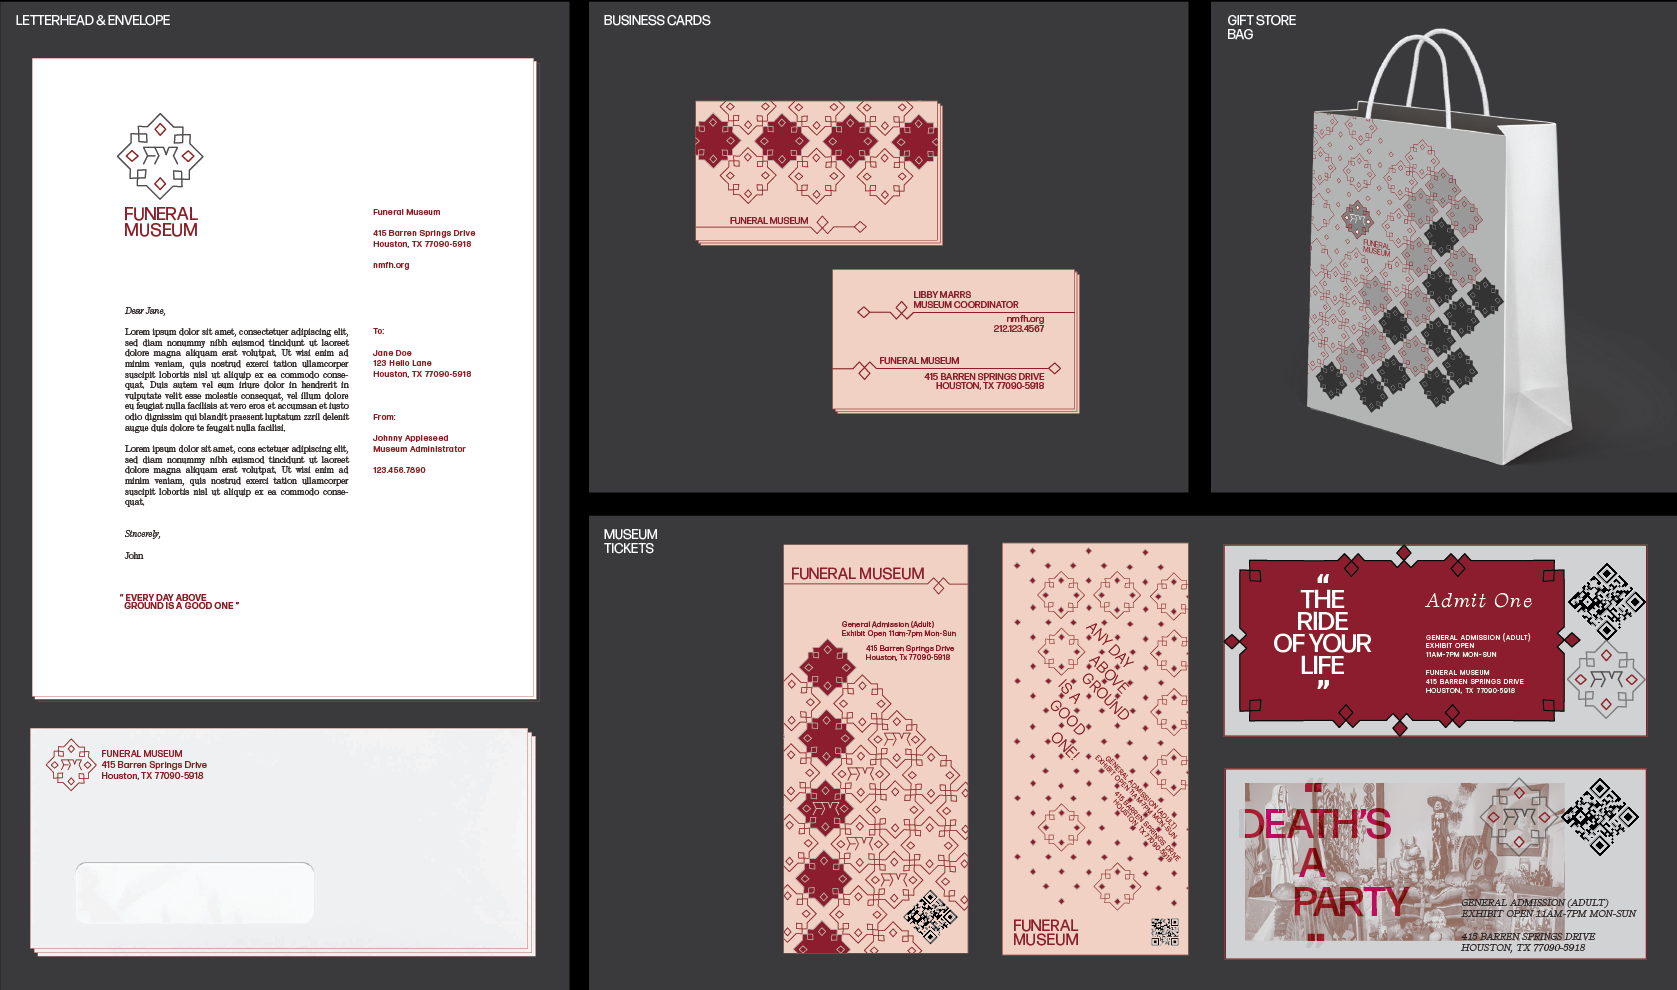 LETTERHEAD & ENVELOPE
FUNERAL
MUSEUM
Funeral Museum
415 Barren Springs Drive
Houston, TX 77090-5918
nmfh.org
Dear Jane,
Lorem ipsum dolor sit amet, consectetuer adipiscing elit,
sed diam nonummy nibh euismod tincidunt ut laoreet
dolore magna aliquam erat volutpat. Ut wisi enim ad
minim veniam, quis nostrud exerci tation ullamcorper
suscipit lobortis nisl ut aliquip ex ea commodo conse-
quat. Duis autem vel eum iriure dolor in hendrerit in
vulputate velit esse molestie consequat, vel illum dolore
eu feugiat nulla facilisis at vero eros et accumsan et iusto
odio dignissim qui blandit praesent luptatum zzril delenit
augue duis dolore te feugait nulla facilisi.
Lorem ipsum dolor sit amet, cons ectetuer adipiscing elit,
sed diam nonummy nibh euismod tincidunt ut laoreet
dolore magna aliquam erat volutpat. Ut wisi enim ad
minim veniam, quis nostrud exerci tation ullamcorper
suscipit lobortis nisl ut aliquip ex ea commodo conse-
quat.
Sincerely,
John
To:
Jane Doe
123 Hello Lane
Houston, TX 77090-5918
From:
Johnny Appleseed
Museum Administrator
123.456.7890
" EVERY DAY ABOVE
GROUND IS A GOOD ONE "
FUNERAL MUSEUM
415 Barren Springs Drive
Houston, TX 77090-5918
BUSINESS CARDS
FUNERAL MUSEUM
LIBBY MARRS
MUSEUM COORDINATOR
nmfh.org
212.123.4567
FUNERAL MUSEUM
415 BARREN SPRINGS DRIVE
HOUSTON, TX 77090-5918
GIFT STORE
BAG
FUNERAL
MUSEUM
MUSEUM
TICKETS
FUNERAL MUSEUM
General Admission (Adult)
Exhibit Open 11am-7pm Mon-Sun
415 Barren Springs Drive
Houston, Tx 77090-5918
ANY DAY
ABOVE
GROUND
IS A
GOOD
ONE!
GENERAL ADMISSION (ADULT)
EXHIBIT OPEN 11AM-7PM MON-SUN
415 BARREN SPRINGS DRIVE
HOUSTON, TX 77090-5918
FUNERAL
MUSEUM
“
THE
RIDE
OF YOUR
LIFE
”
Admit One
GENERAL ADMISSION (ADULT)
EXHIBIT OPEN
11AM-7PM MON-SUN
FUNERAL MUSEUM
415 BARREN SPRINGS DRIVE
HOUSTON, TX 77090-5918
"
DEATH'S
A
PARTY
"
GENERAL ADMISSION (ADULT)
EXHIBIT OPEN 11AM-7PM MON-SUN
415 BARREN SPRINGS DRIVE
HOUSTON, TX 77090-5918